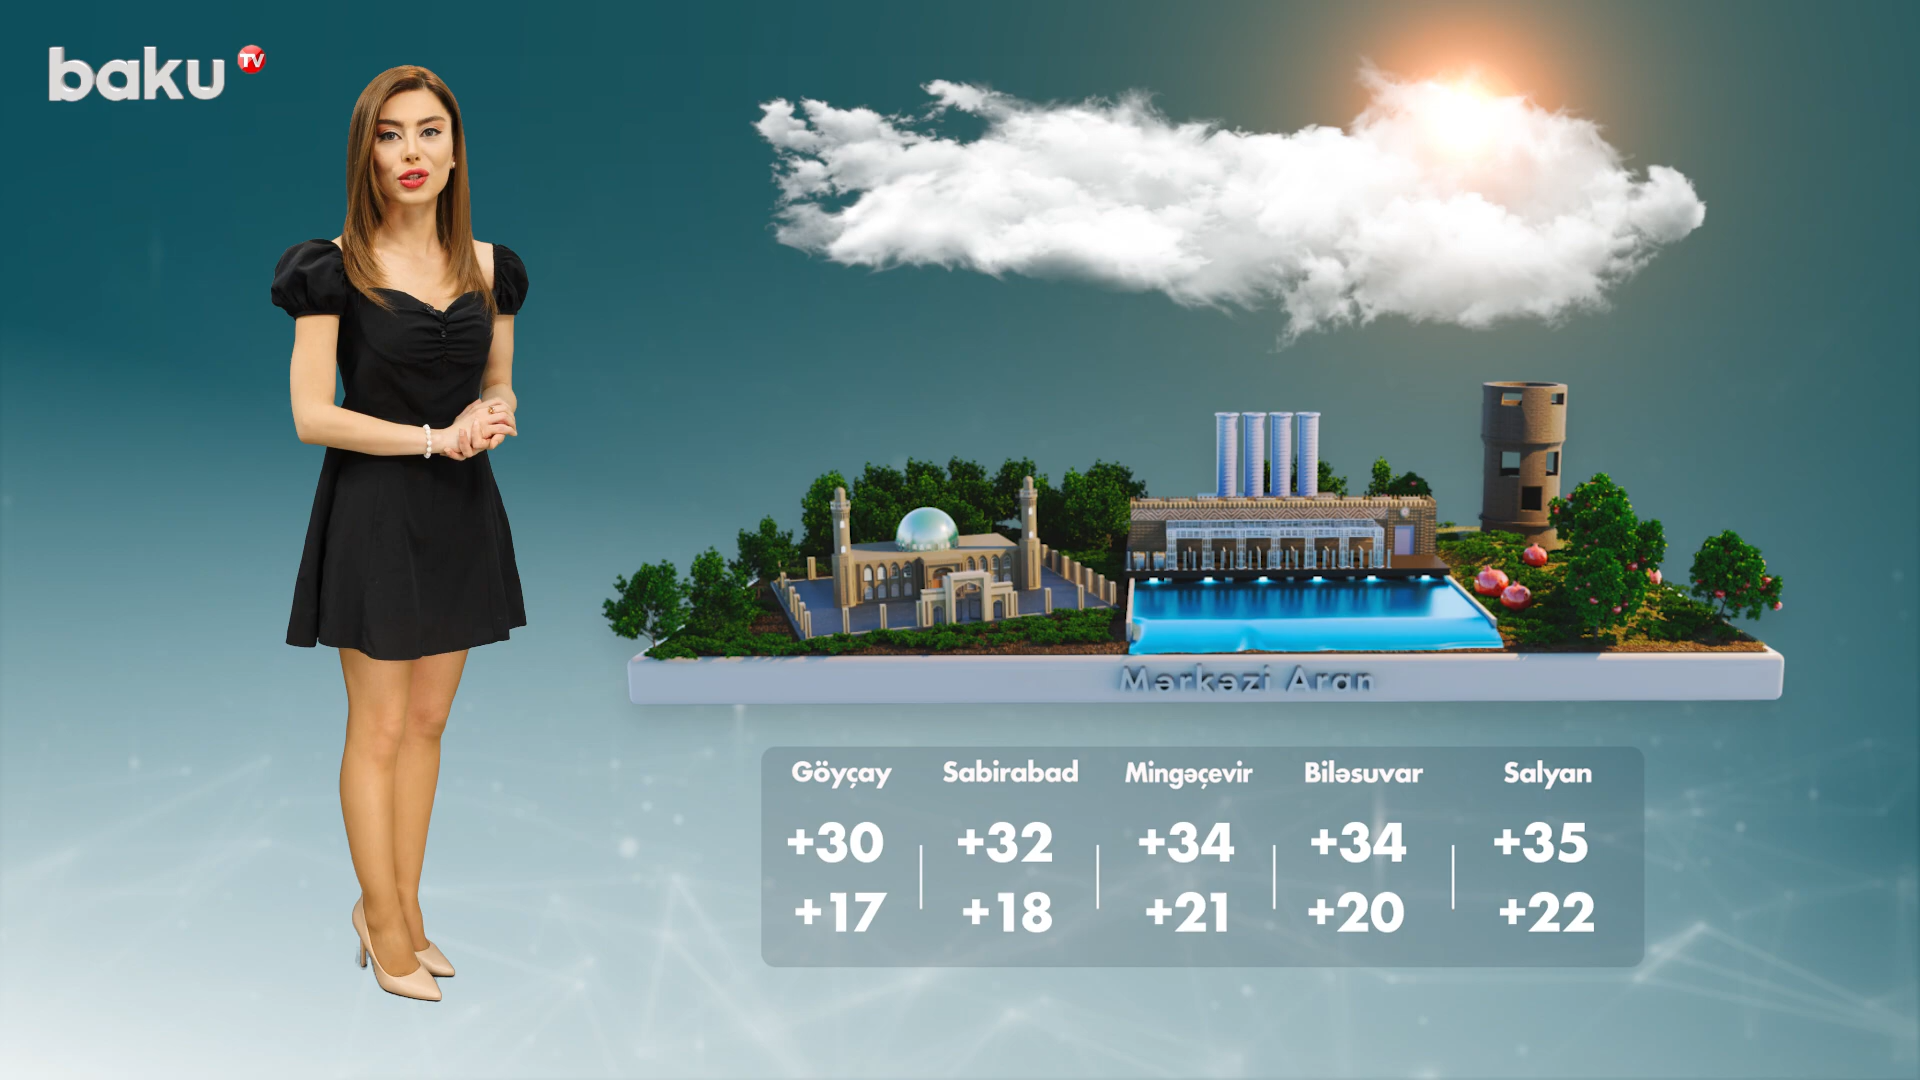 baku TV
Mərkəzi Aran
Göyçay Sabirabad Mingəçevir Biləsuvar Salyan
+30 +32 +34 +34 +35
+17 +18 +21 +20 +22